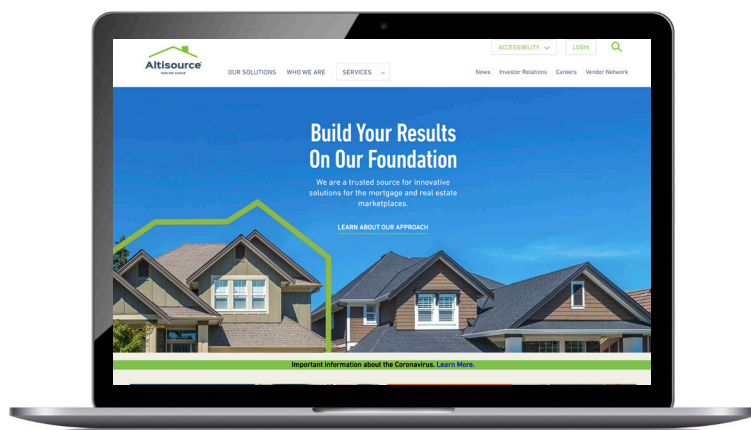 ACCESSIBILITY
LOGIN
Altisource
OUR SOLUTIONS WHO WE ARE SERVICES
News Investor Relations Careers Vendor Network
Build Your Results
On Our Foundation
We are a trusted source for innovative
solutions for the mortgage and real estate
marketplaces.
LEARN ABOUT OUR APPROACH
Important information about the Coronavirus. Learn More.